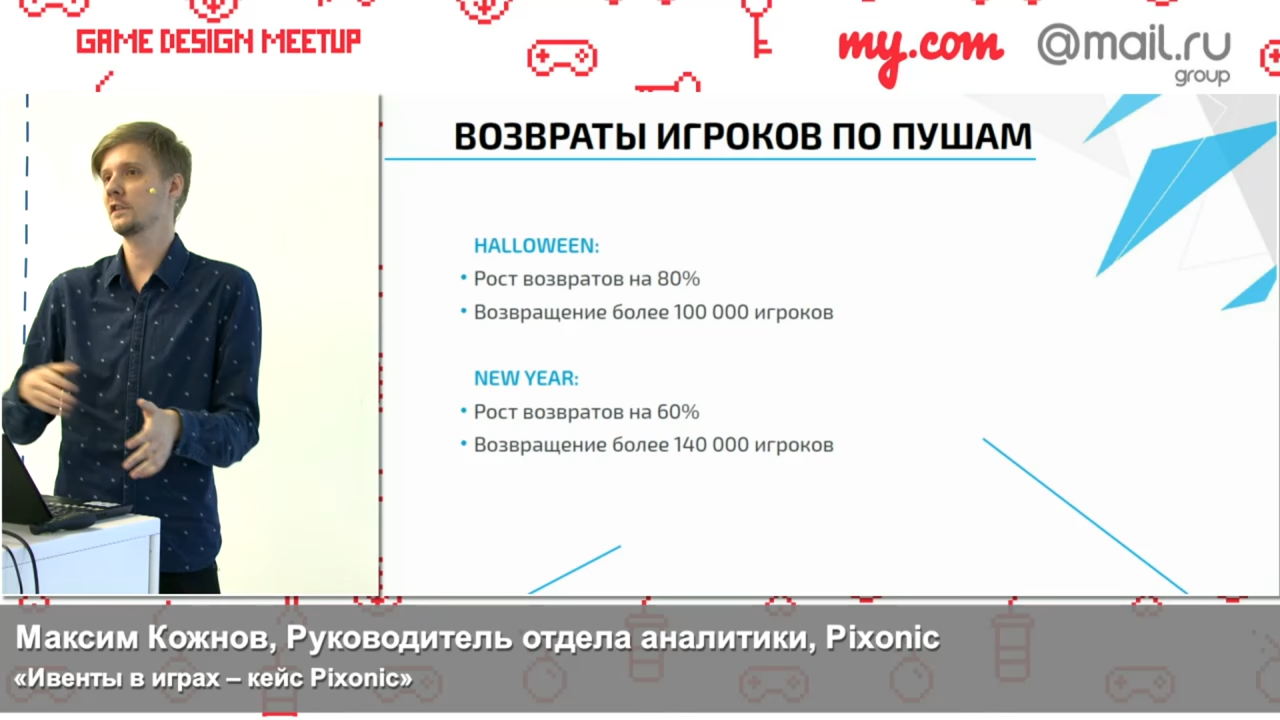 GAME DESIGN MEETUP
my.com
@mail.ru
group
ВОЗВРАТЫ ИГРОКОВ ПО ПУШАМ
HALLOWEEN:
• Рост возвратов на 80%
• Возвращение более 100 000 игроков
NEW YEAR:
• Рост возвратов на 60%
• Возвращение более 140 000 игроков
Максим Кожнов, Руководитель отдела аналитики, Pixonic
«Ивенты в играх – кейс Pixonic»